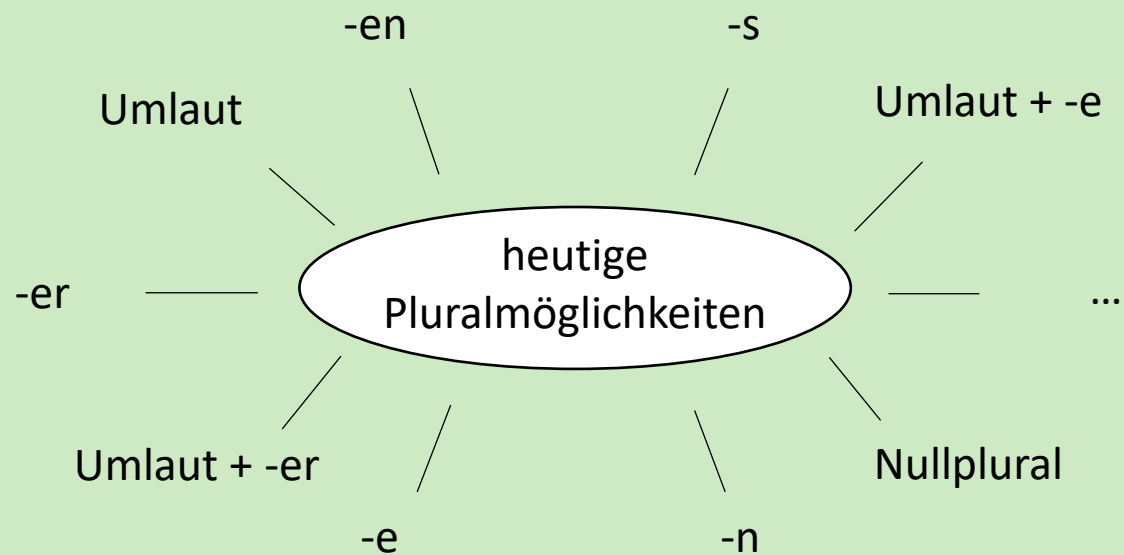 -en
-s
Umlaut
Umlaut + -e
heutige
Pluralmöglichkeiten
-er
...
Umlaut + -er
Nullplural
-e
-n